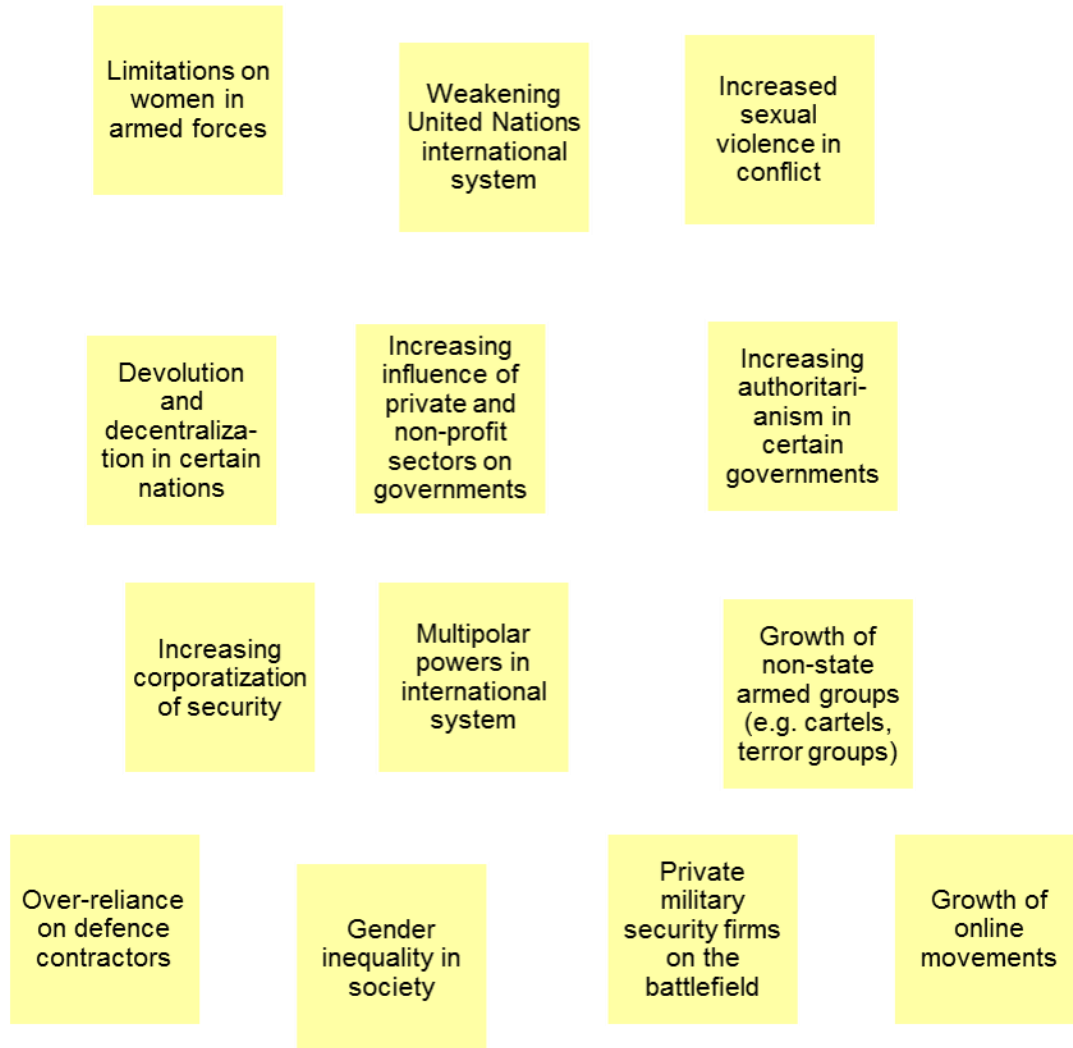 Limitations on
women in
armed forces
Weakening
United Nations
international
system
Increased
sexual
violence in
conflict
Devolution
and
decentraliza-
tion in certain
nations
Increasing
influence of
private and
non-profit
sectors on
governments
Increasing
authoritari-
anism in
certain
governments
Increasing
corporatization
of security
Multipolar
powers in
international
system
Growth of
non-state
armed groups
(e.g. cartels,
terror groups)
Over-reliance
on defence
contractors
Gender
inequality in
society
Private
military
security firms
on the
battlefield
Growth of
online
movements